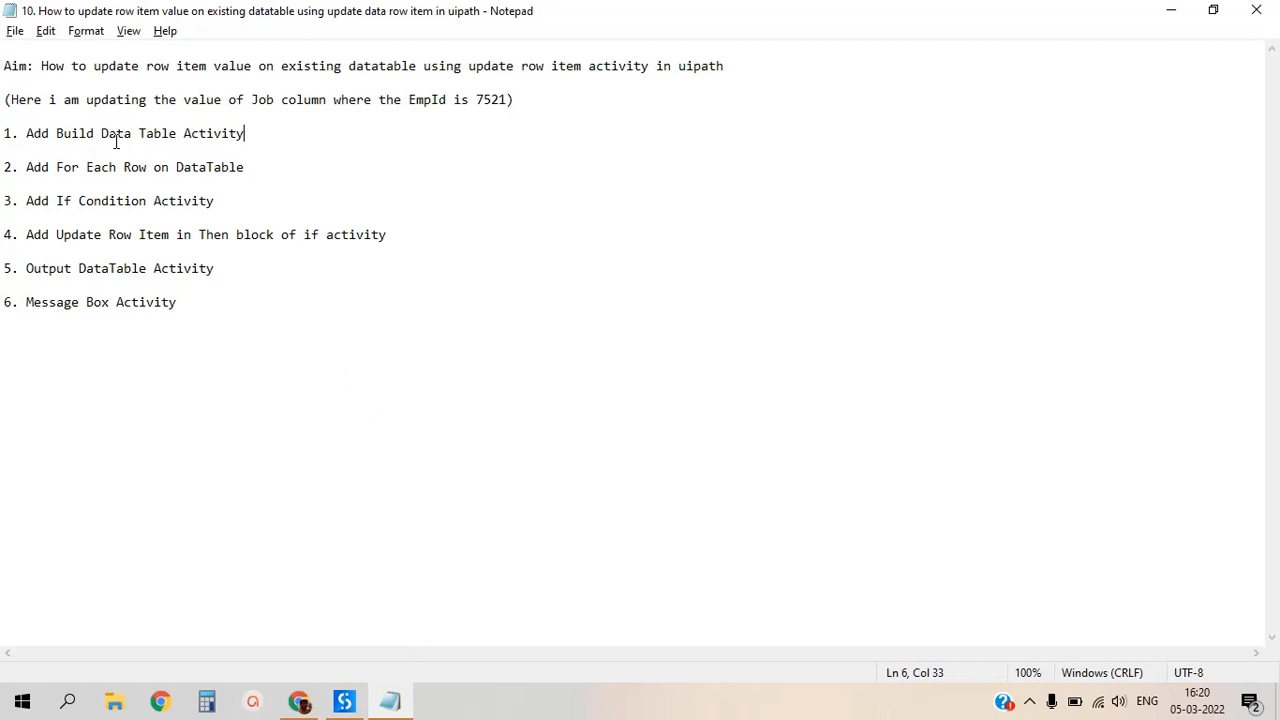 10. How to update row item value on existing datatable using update data row item in uipath - Notepad
File Edit Format View Help
Aim: How to update row item value on existing datatable using update row item activity in uipath
(Here i am updating the value of Job column where the EmpId is 7521)
1. Add Build Data Table Activity
2. Add For Each Row on DataTable
3. Add If Condition Activity
4. Add Update Row Item in Then block of if activity
5. Output DataTable Activity
6. Message Box Activity
Ln 6, Col 33 100% Windows (CRLF) UTF-8
ENG
16:20
05-03-2022
2